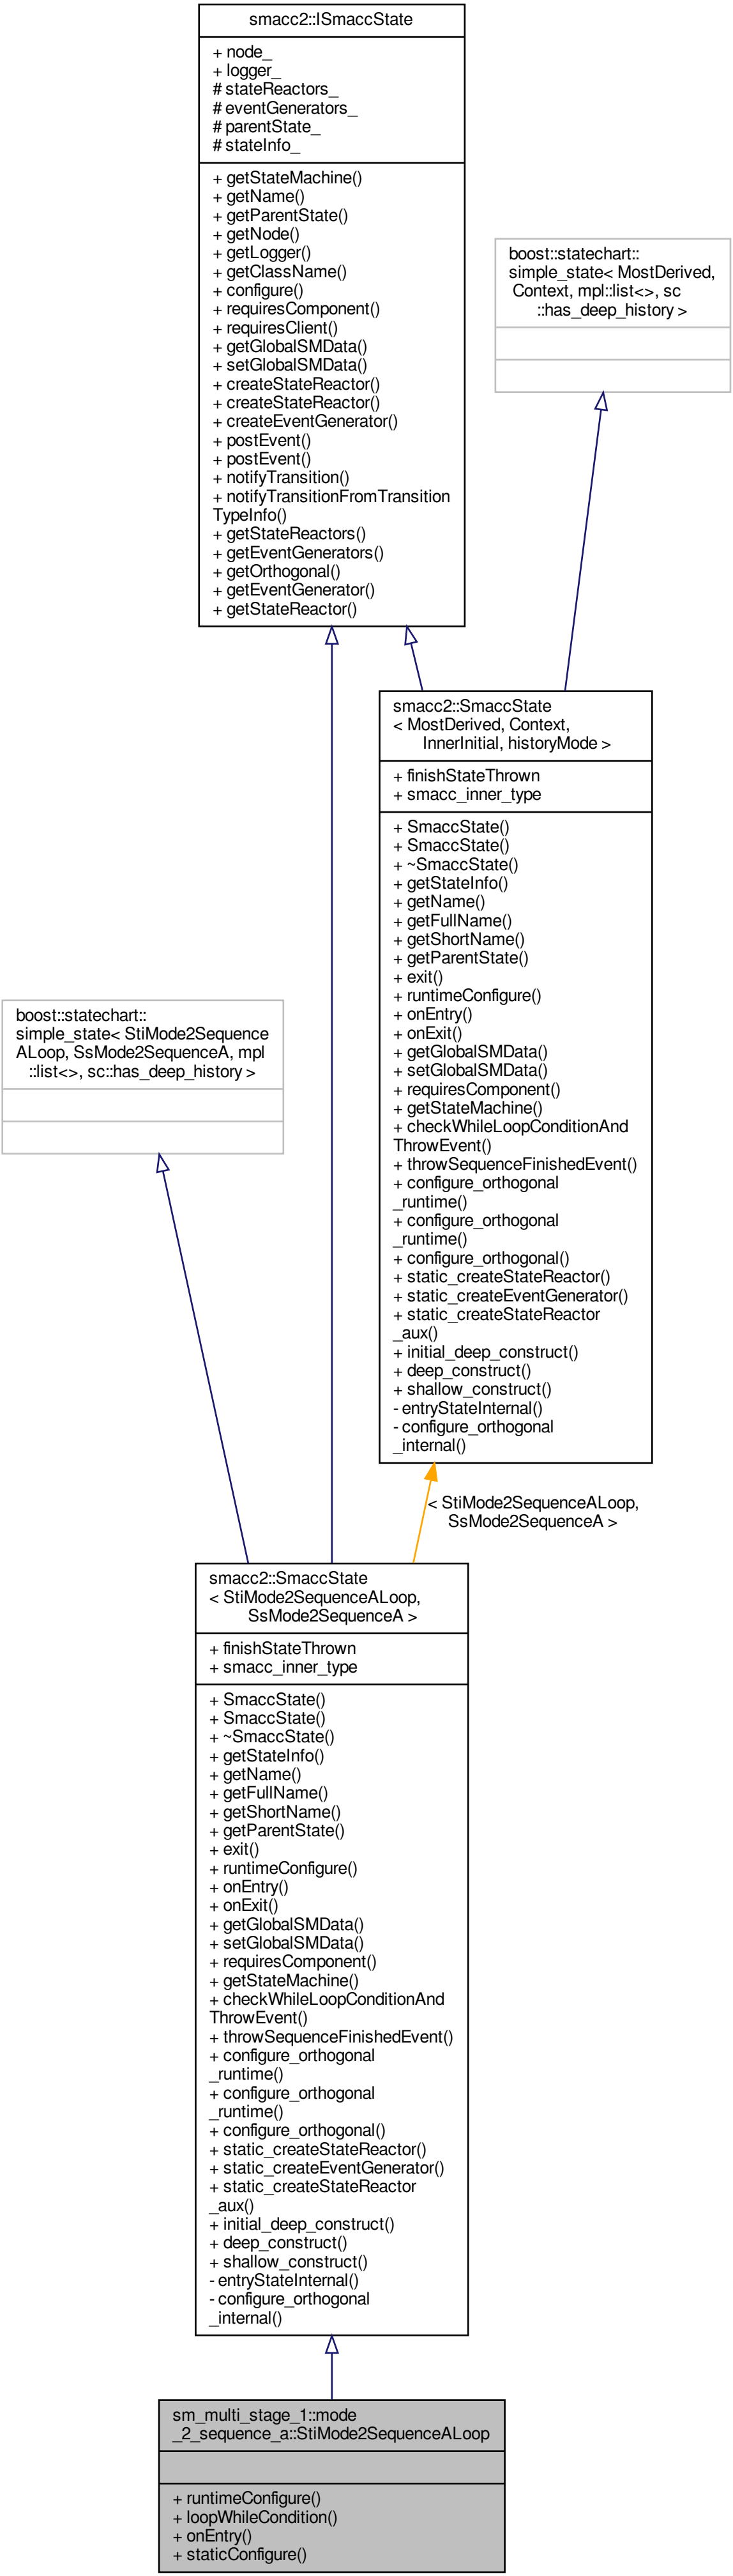 smacc2::ISmaccState
+ node_
+ logger_
# stateReactors_
# eventGenerators_
# parentState_
# stateInfo_
+ getStateMachine()
+ getName()
+ getParentState()
+ getNode()
+ getLogger()
+ getClassName()
+ configure()
+ requiresComponent()
+ requiresClient()
+ getGlobalSMData()
+ setGlobalSMData()
+ createStateReactor()
+ createStateReactor()
+ createEventGenerator()
+ postEvent()
+ postEvent()
+ notifyTransition()
+ notifyTransitionFromTransition
TypeInfo()
+ getStateReactors()
+ getEventGenerators()
+ getOrthogonal()
+ getEventGenerator()
+ getStateReactor()
boost::statechart::
simple_state< MostDerived,
Context, mpl::list<>, sc
::has_deep_history >
smacc2::SmaccState
< MostDerived, Context,
InnerInitial, historyMode >
+ finishStateThrown
+ smacc_inner_type
+ SmaccState()
+ SmaccState()
+ ~SmaccState()
+ getStateInfo()
+ getName()
+ getFullName()
+ getShortName()
+ getParentState()
+ exit()
+ runtimeConfigure()
+ onEntry()
+ onExit()
+ getGlobalSMData()
+ setGlobalSMData()
+ requiresComponent()
+ getStateMachine()
+ checkWhileLoopConditionAnd
ThrowEvent()
+ throwSequenceFinishedEvent()
+ configure_orthogonal
_runtime()
+ configure_orthogonal
_runtime()
+ configure_orthogonal()
+ static_createStateReactor()
+ static_createEventGenerator()
+ static_createStateReactor
_aux()
+ initial_deep_construct()
+ deep_construct()
+ shallow_construct()
- entryStateInternal()
- configure_orthogonal
_internal()
boost::statechart::
simple_state< StiMode2Sequence
ALoop, SsMode2SequenceA, mpl
::list<>, sc::has_deep_history >
< StiMode2SequenceALoop,
SsMode2SequenceA >
smacc2::SmaccState
< StiMode2SequenceALoop,
SsMode2SequenceA >
+ finishStateThrown
+ smacc_inner_type
+ SmaccState()
+ SmaccState()
+ ~SmaccState()
+ getStateInfo()
+ getName()
+ getFullName()
+ getShortName()
+ getParentState()
+ exit()
+ runtimeConfigure()
+ onEntry()
+ onExit()
+ getGlobalSMData()
+ setGlobalSMData()
+ requiresComponent()
+ getStateMachine()
+ checkWhileLoopConditionAnd
ThrowEvent()
+ throwSequenceFinishedEvent()
+ configure_orthogonal
_runtime()
+ configure_orthogonal
_runtime()
+ configure_orthogonal()
+ static_createStateReactor()
+ static_createEventGenerator()
+ static_createStateReactor
_aux()
+ initial_deep_construct()
+ deep_construct()
+ shallow_construct()
- entryStateInternal()
- configure_orthogonal
_internal()
sm_multi_stage_1::mode
_2_sequence_a::StiMode2SequenceALoop
+ runtimeConfigure()
+ loopWhileCondition()
+ onEntry()
+ staticConfigure()